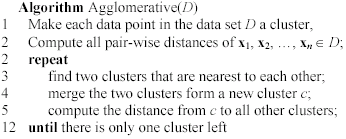 Algorithm Agglomerative(D)
1 Make each data point in the data set D a cluster,
2 Compute all pair-wise distances of x1, x2, …, xn ∈ D;
2 repeat
3 find two clusters that are nearest to each other;
4 merge the two clusters form a new cluster c;
5 compute the distance from c to all other clusters;
12 until there is only one cluster left